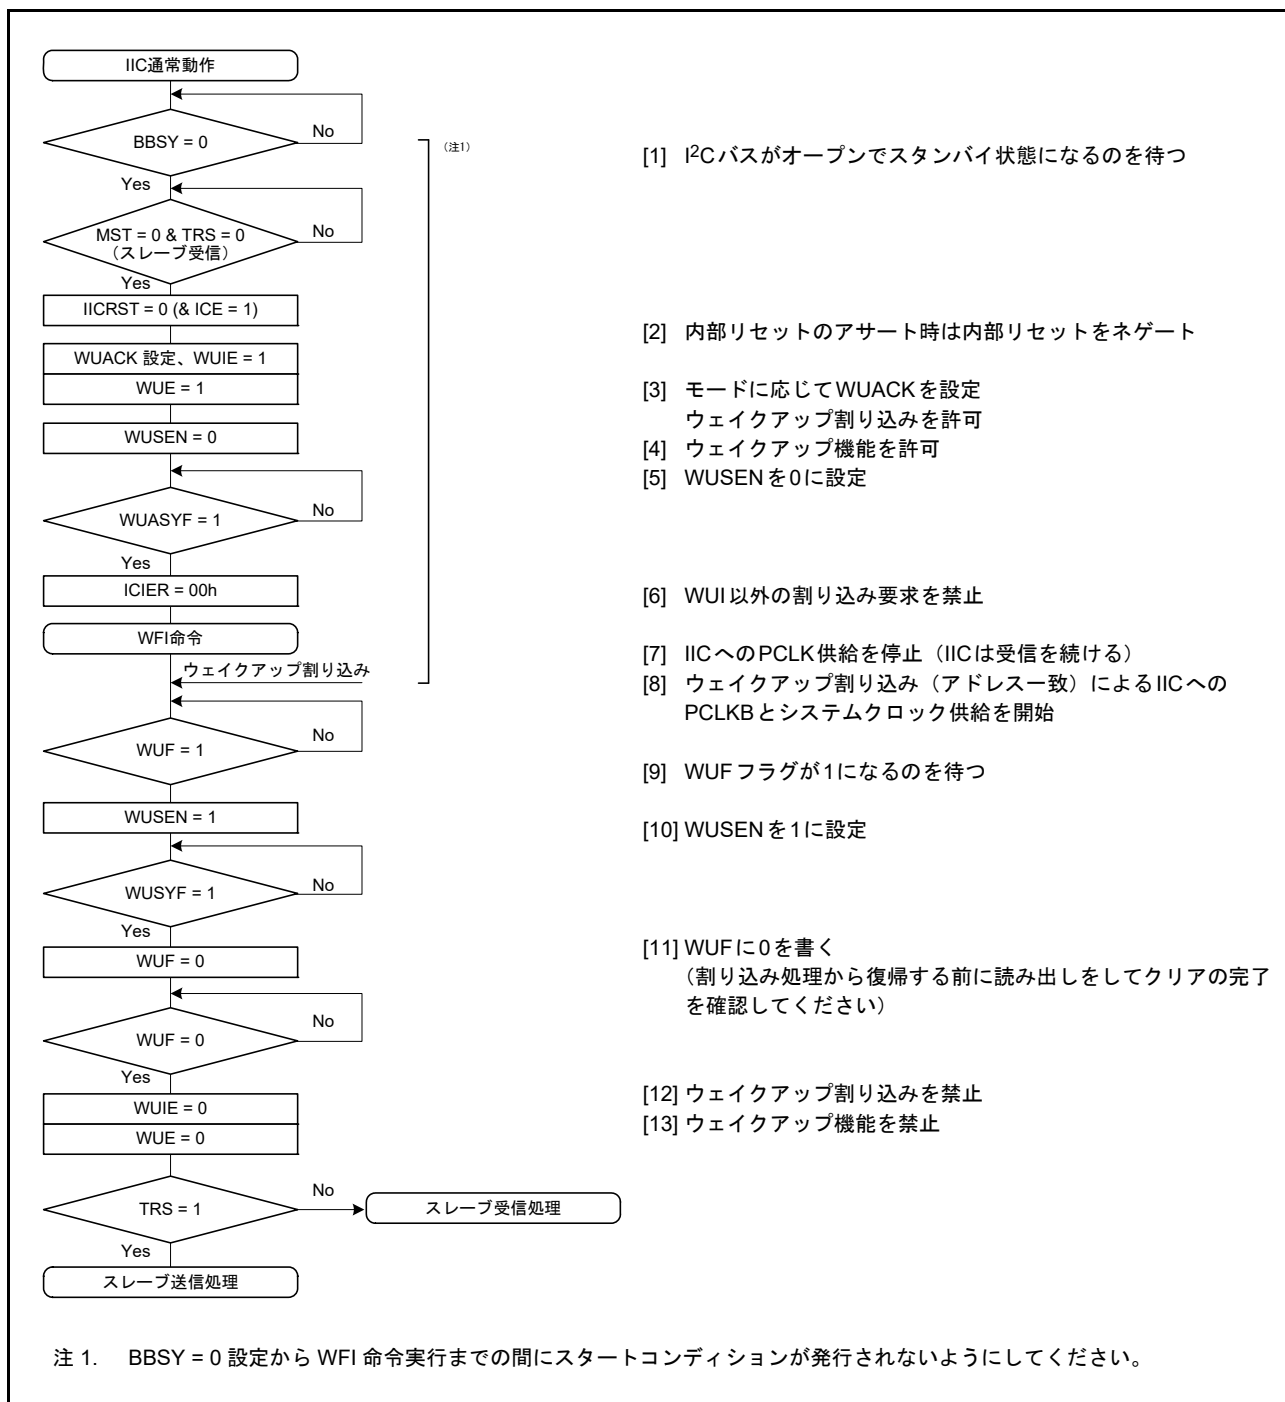 IIC通常動作
BBSY = 0
No
Yes
MST = 0 & TRS = 0
（スレーブ受信）
No
Yes
IICRST = 0 (& ICE = 1)
WUACK 設定、WUIE = 1
WUE = 1
WUSEN = 0
WUASYF = 1
No
Yes
ICIER = 00h
WFI命令
ウェイクアップ割り込み
WUF = 1
No
WUSEN = 1
WUSYF = 1
No
Yes
WUF = 0
WUF = 0
No
Yes
WUIE = 0
WUE = 0
TRS = 1
No
スレーブ受信処理
Yes
スレーブ送信処理
（注1）
[1] I2Cバスがオープンでスタンバイ状態になるのを待つ
[2] 内部リセットのアサート時は内部リセットをネゲート
[3] モードに応じてWUACKを設定
ウェイクアップ割り込みを許可
[4] ウェイクアップ機能を許可
[5] WUSENを0に設定
[6] WUI以外の割り込み要求を禁止
[7] IICへのPCLK供給を停止（IICは受信を続ける）
[8] ウェイクアップ割り込み（アドレス一致）によるIICへの
PCLKBとシステムクロック供給を開始
[9] WUFフラグが1になるのを待つ
[10] WUSENを1に設定
[11] WUFに0を書く
（割り込み処理から復帰する前に読み出しをしてクリアの完了
を確認してください）
[12] ウェイクアップ割り込みを禁止
[13] ウェイクアップ機能を禁止
注 1. BBSY = 0 設定から WFI 命令実行までの間にスタートコンディションが発行されないようにしてください。